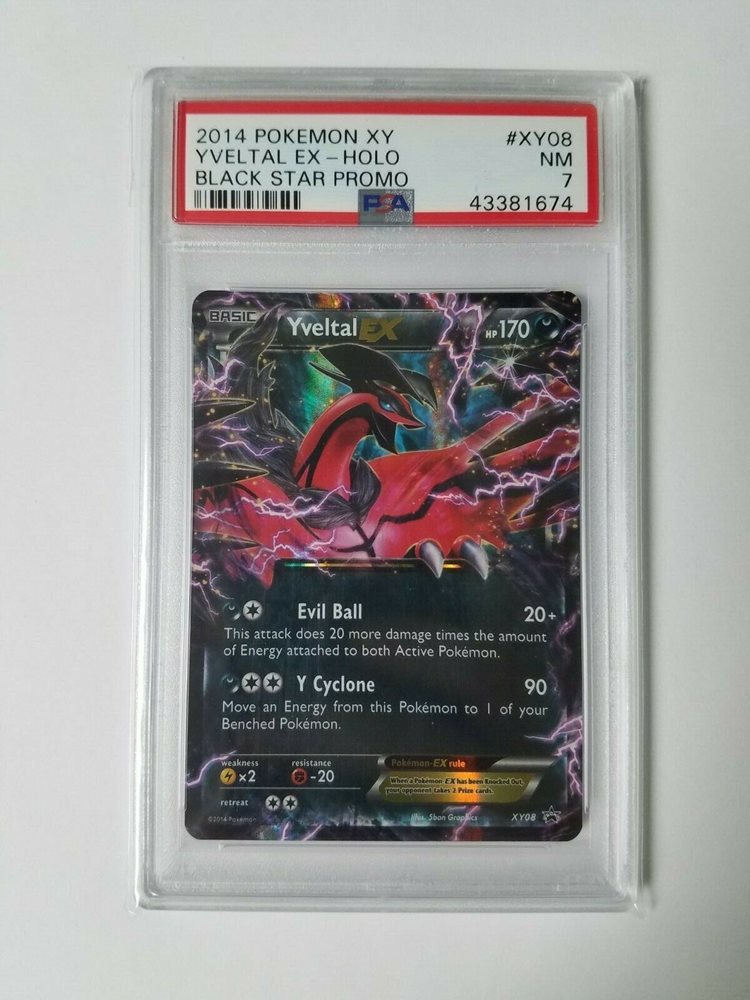 2014 POKEMON XY #XY08
YVELTAL EX - HOLO NM
BLACK STAR PROMO 7
PSA 43381674
BASIC Yveltal EX HP170
Evil Ball 20+
This attack does 20 more damage times the amount
of Energy attached to both Active Pokémon.
Y Cyclone 90
Move an Energy from this Pokémon to 1 of your
Benched Pokémon.
weakness resistance Pokémon-EX rule
×2 -20 When a Pokémon-EX has been Knocked Out,
your opponent takes 2 Prize cards.
retreat
©2014 Pokémon Illus. 5ban Graphics XY08